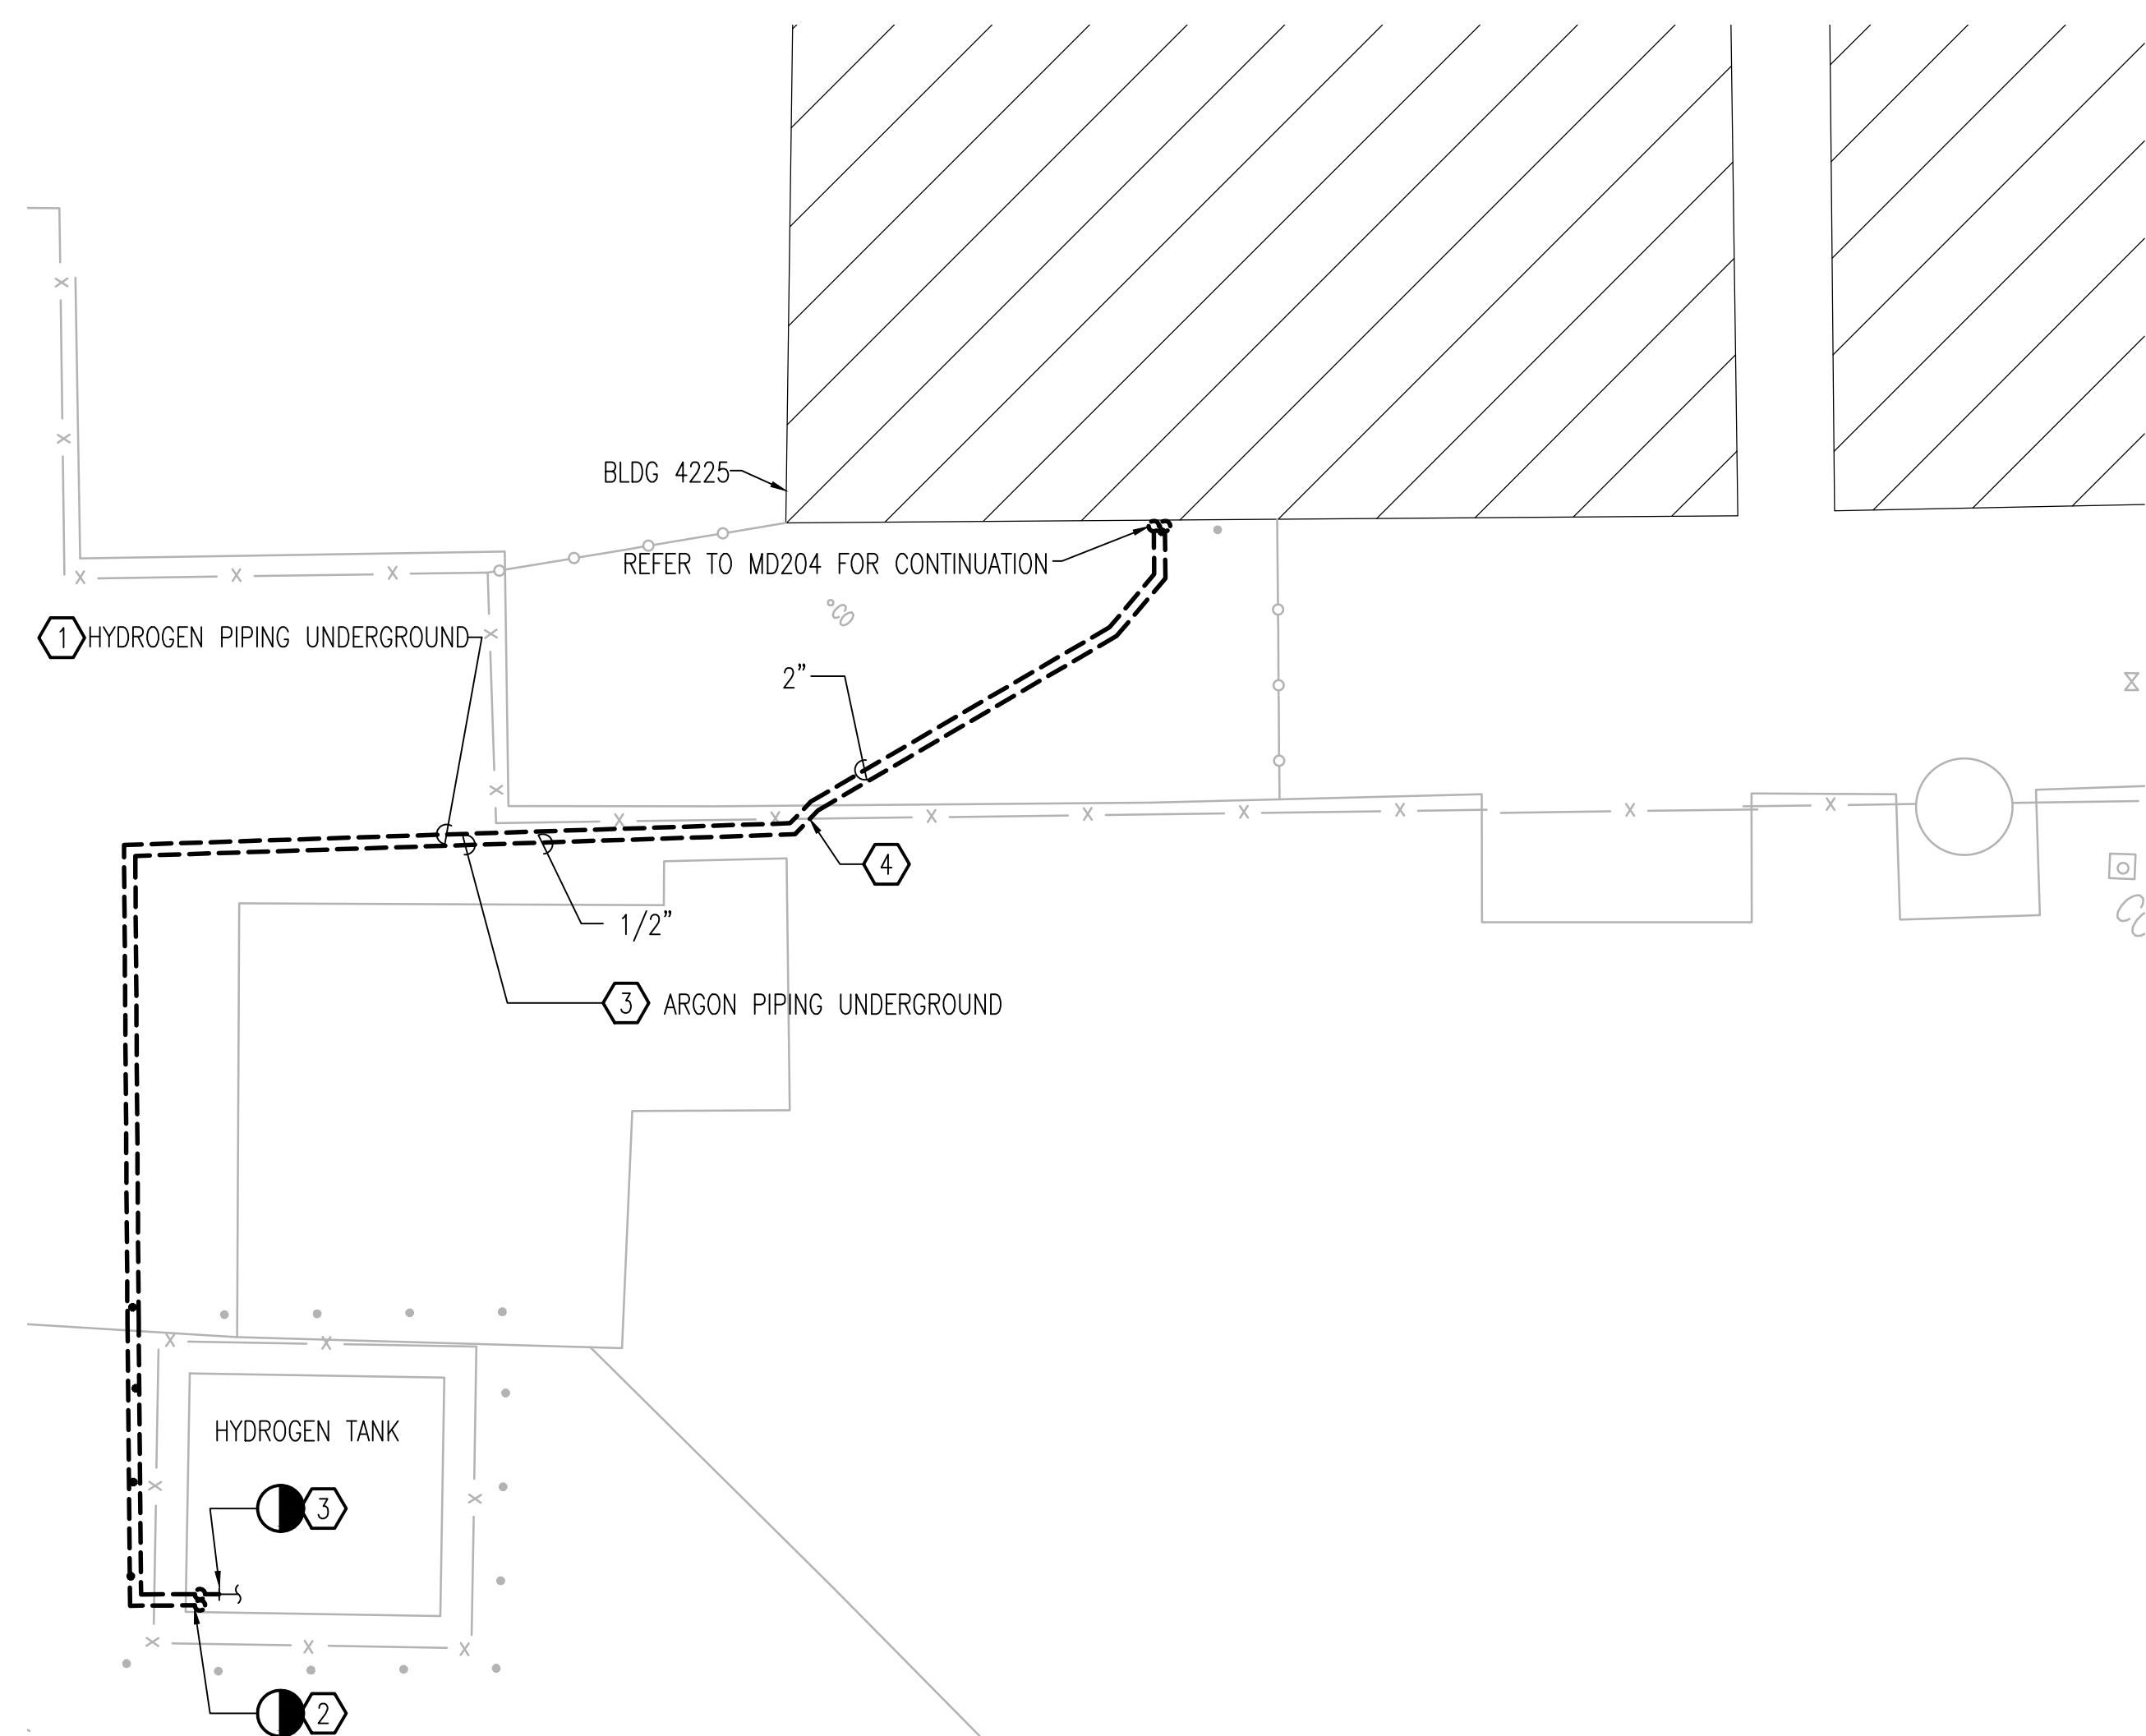 BLDG 4225
REFER TO MD204 FOR CONTINUATION
1 HYDROGEN PIPING UNDERGROUND
2"
4
1/2"
3 ARGON PIPING UNDERGROUND
HYDROGEN TANK
3
2